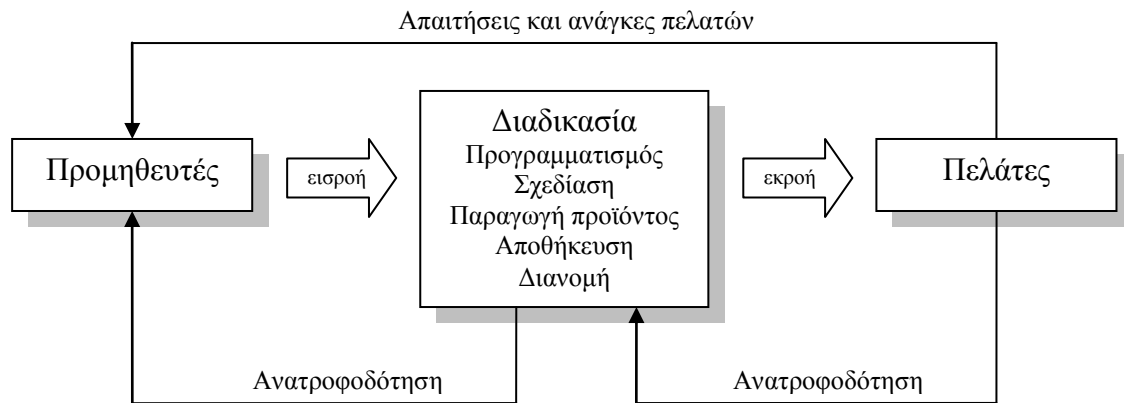 Απαιτήσεις και ανάγκες πελατών
Προμηθευτές
εισροή
Διαδικασία
Προγραμματισμός
Σχεδίαση
Παραγωγή προϊόντος
Αποθήκευση
Διανομή
εκροή
Πελάτες
Ανατροφοδότηση
Ανατροφοδότηση